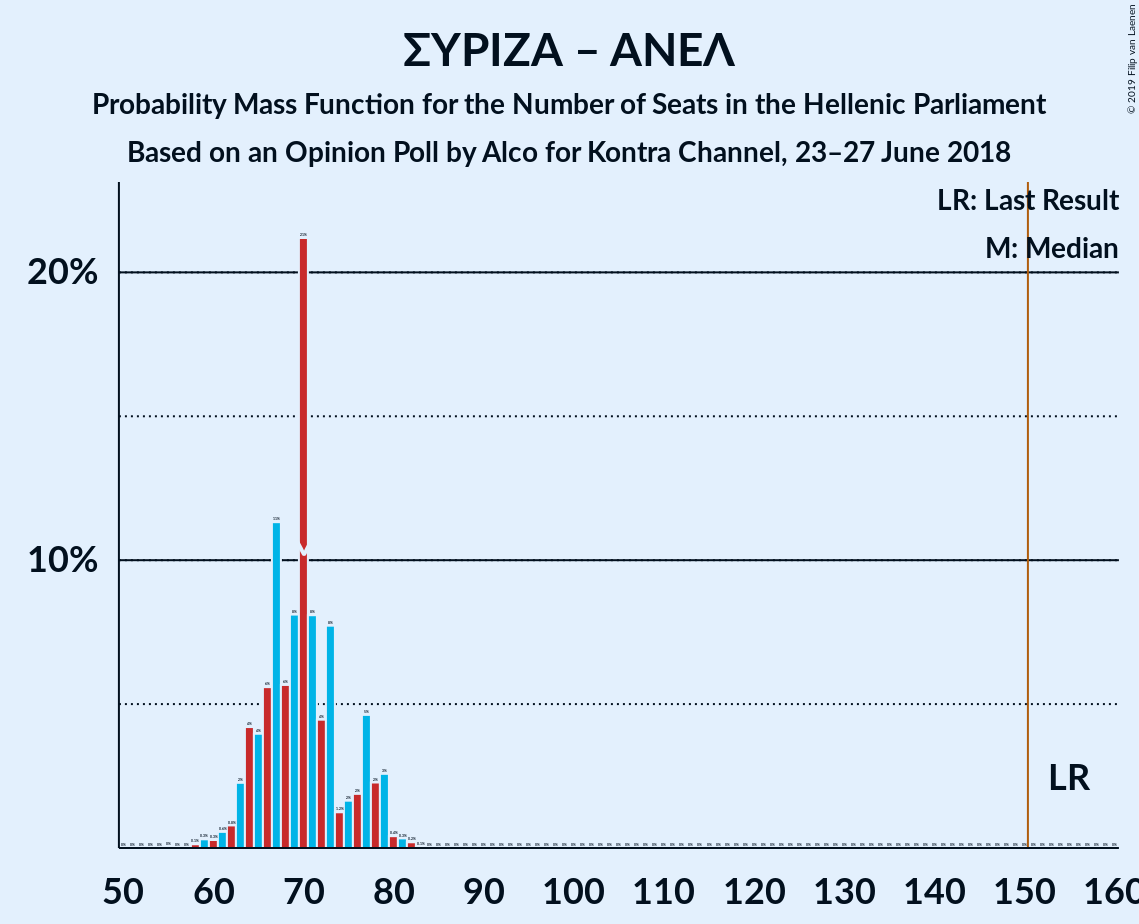 ΣΥΡΙΖΑ – ΑΝΕΛ
Probability Mass Function for the Number of Seats in the Hellenic Parliament
Based on an Opinion Poll by Alco for Kontra Channel, 23–27 June 2018
© 2019 Filip van Laenen
LR: Last Result
M: Median
20%
10%
M
LR
50 60 70 80 90 100 110 120 130 140 150 160